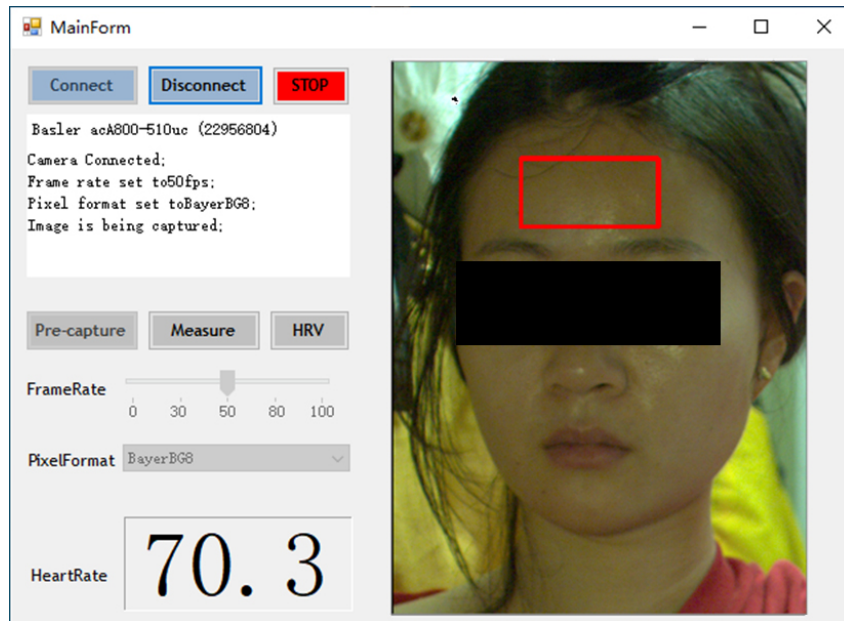 MainForm
Connect Disconnect STOP
Basler acA800-510uc (22956804)
Camera Connected;
Frame rate set to50fps;
Pixel format set toBayerBG8;
Image is being captured;
Pre-capture Measure HRV
FrameRate
0 30 50 80 100
PixelFormat BayerBG8
HeartRate 70.3